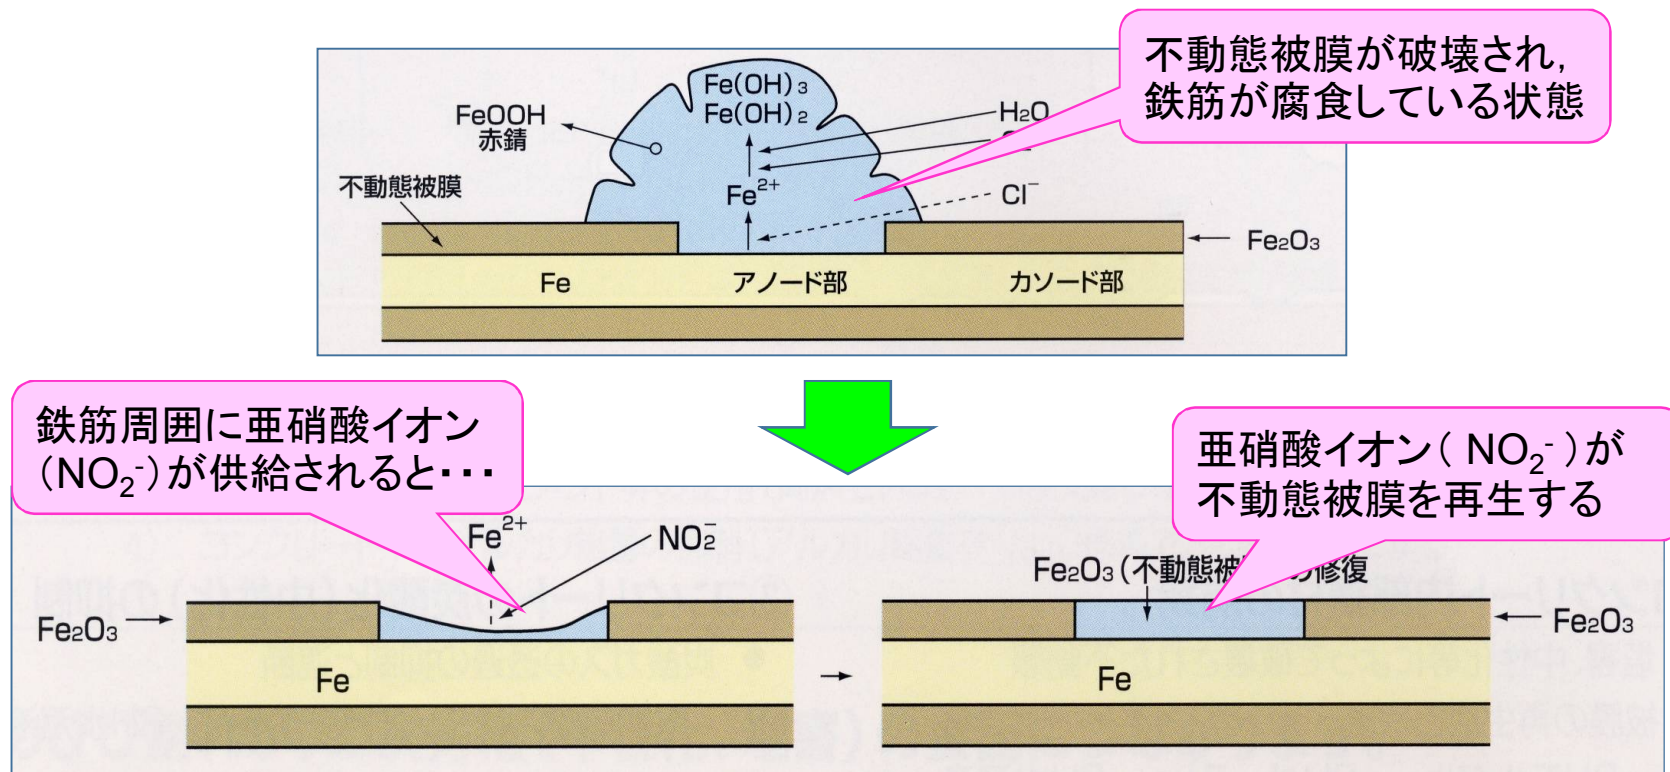 不動態被膜が破壊され,
鉄筋が腐食している状態
Fe(OH)₃
Fe(OH)₂
FeOOH
赤錆
H₂O
Fe²⁺
Cl⁻
不動態被膜
Fe₂O₃
Fe
アノード部
カソード部
鉄筋周囲に亜硝酸イオン
(NO₂⁻)が供給されると・・・
亜硝酸イオン( NO₂⁻ )が
不動態被膜を再生する
Fe²⁺
NO₂⁻
Fe₂O₃(不動態被 の修復
Fe₂O₃
Fe
→
Fe
Fe₂O₃